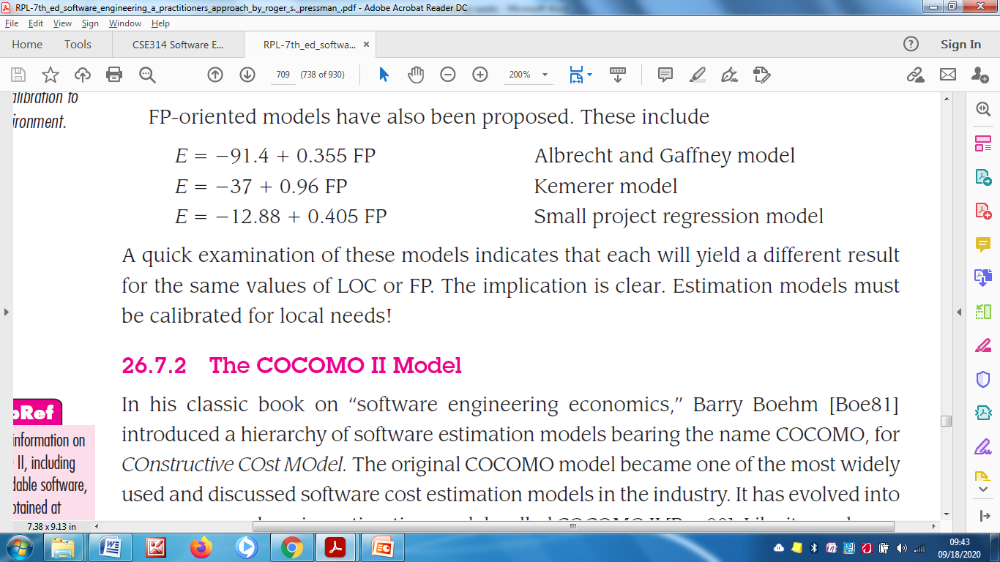 RPL-7th_ed_software_engineering_a_practitioners_approach_by_roger_s._pressman_.pdf - Adobe Acrobat Reader DC
File Edit View Sign Window Help
Home Tools CSE314 Software E... RPL-7th_ed_softwa... × Sign In
709 (738 of 930) 200%
ironment.
FP-oriented models have also been proposed. These include
E = −91.4 + 0.355 FP Albrecht and Gaffney model
E = −37 + 0.96 FP Kemerer model
E = −12.88 + 0.405 FP Small project regression model
A quick examination of these models indicates that each will yield a different result
for the same values of LOC or FP. The implication is clear. Estimation models must
be calibrated for local needs!
26.7.2 The COCOMO II Model
In his classic book on “software engineering economics,” Barry Boehm [Boe81]
introduced a hierarchy of software estimation models bearing the name COCOMO, for
COnstructive COst MOdel. The original COCOMO model became one of the most widely
used and discussed software cost estimation models in the industry. It has evolved into
bRef
information on
II, including
dable software,
otained at
7.38 x 9.13 in
09:43
09/18/2020